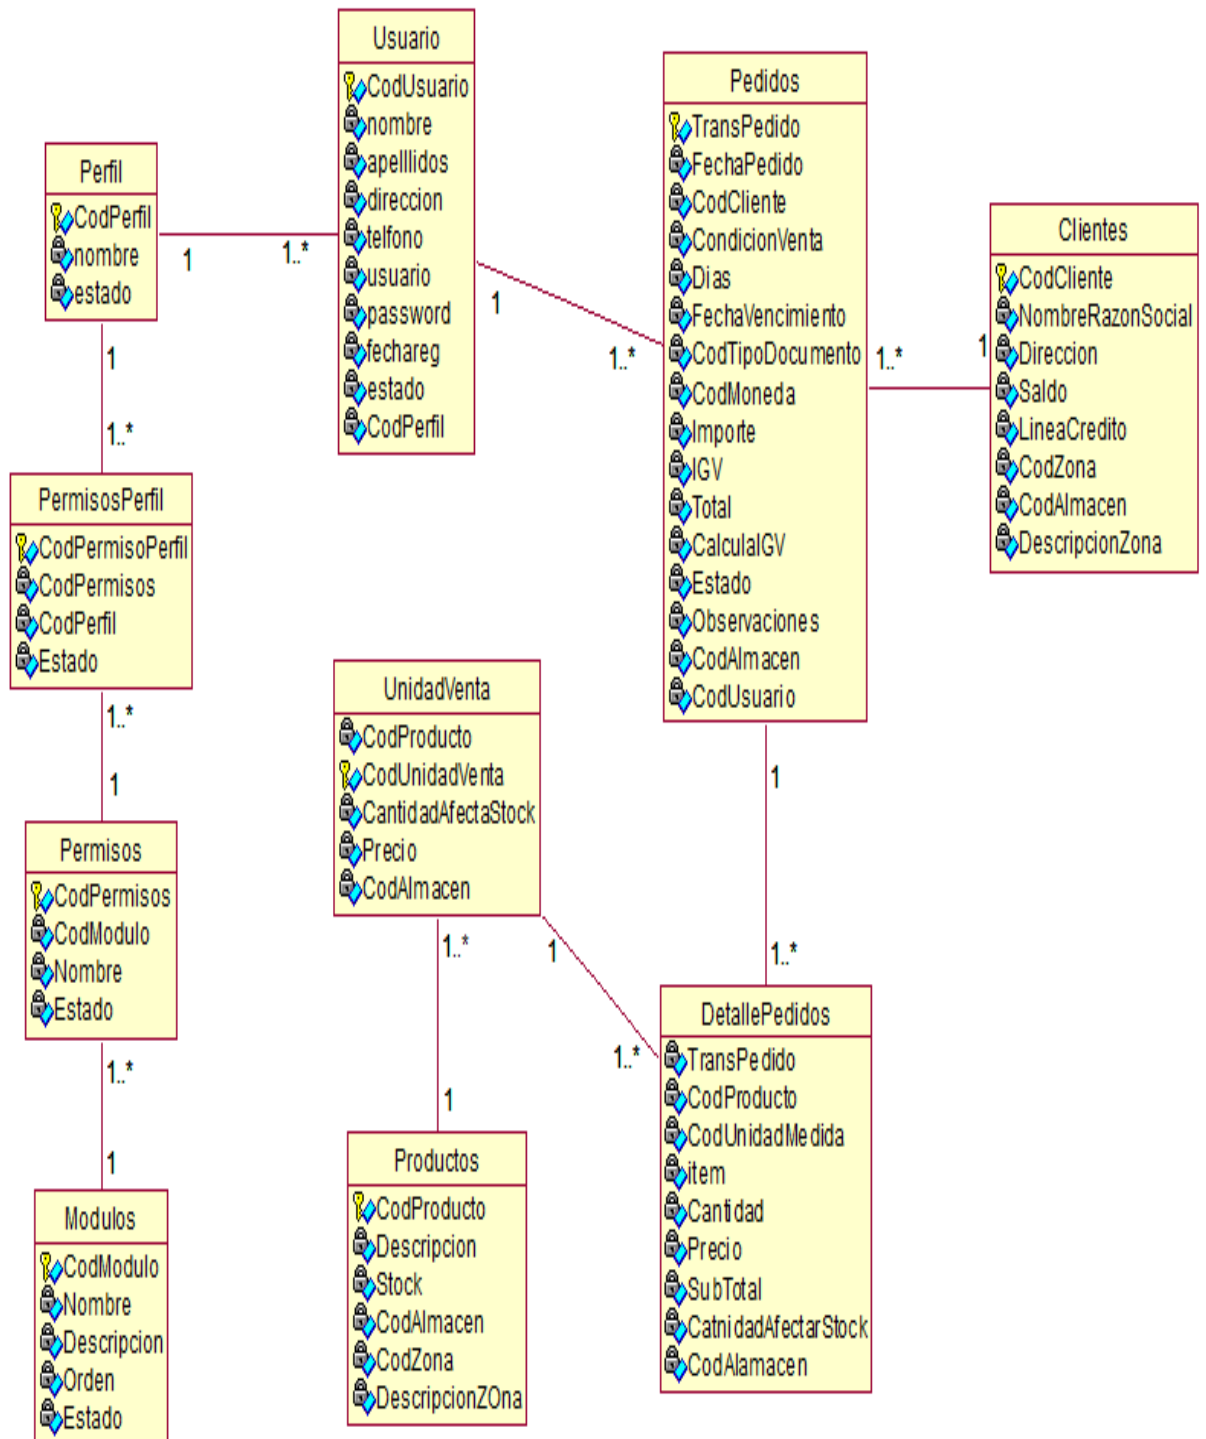 Usuario
CodUsuario
nombre
apelllidos
direccion
telfono
usuario
password
fechareg
estado
CodPerfil
Pedidos
TransPedido
FechaPedido
CodCliente
CondicionVenta
Dias
FechaVencimiento
CodTipoDocumento
CodMoneda
Importe
IGV
Total
CalculaIGV
Estado
Observaciones
CodAlmacen
CodUsuario
Perfil
CodPerfil
nombre
estado
Clientes
CodCliente
NombreRazonSocial
Direccion
Saldo
LineaCredito
CodZona
CodAlmacen
DescripcionZona
1
1..*
1
1..*
1..*
1
1
1..*
PermisosPerfil
CodPermisoPerfil
CodPermisos
CodPerfil
Estado
1..*
1
Permisos
CodPermisos
CodModulo
Nombre
Estado
1..*
1
Modulos
CodModulo
Nombre
Descripcion
Orden
Estado
UnidadVenta
CodProducto
CodUnidadVenta
CantidadAfectaStock
Precio
CodAlmacen
1..*
1
1
1..*
1
1..*
Productos
CodProducto
Descripcion
Stock
CodAlmacen
CodZona
DescripcionZOna
DetallePedidos
TransPedido
CodProducto
CodUnidadMedida
item
Cantidad
Precio
SubTotal
CatnidadAfectarStock
CodAlamacen